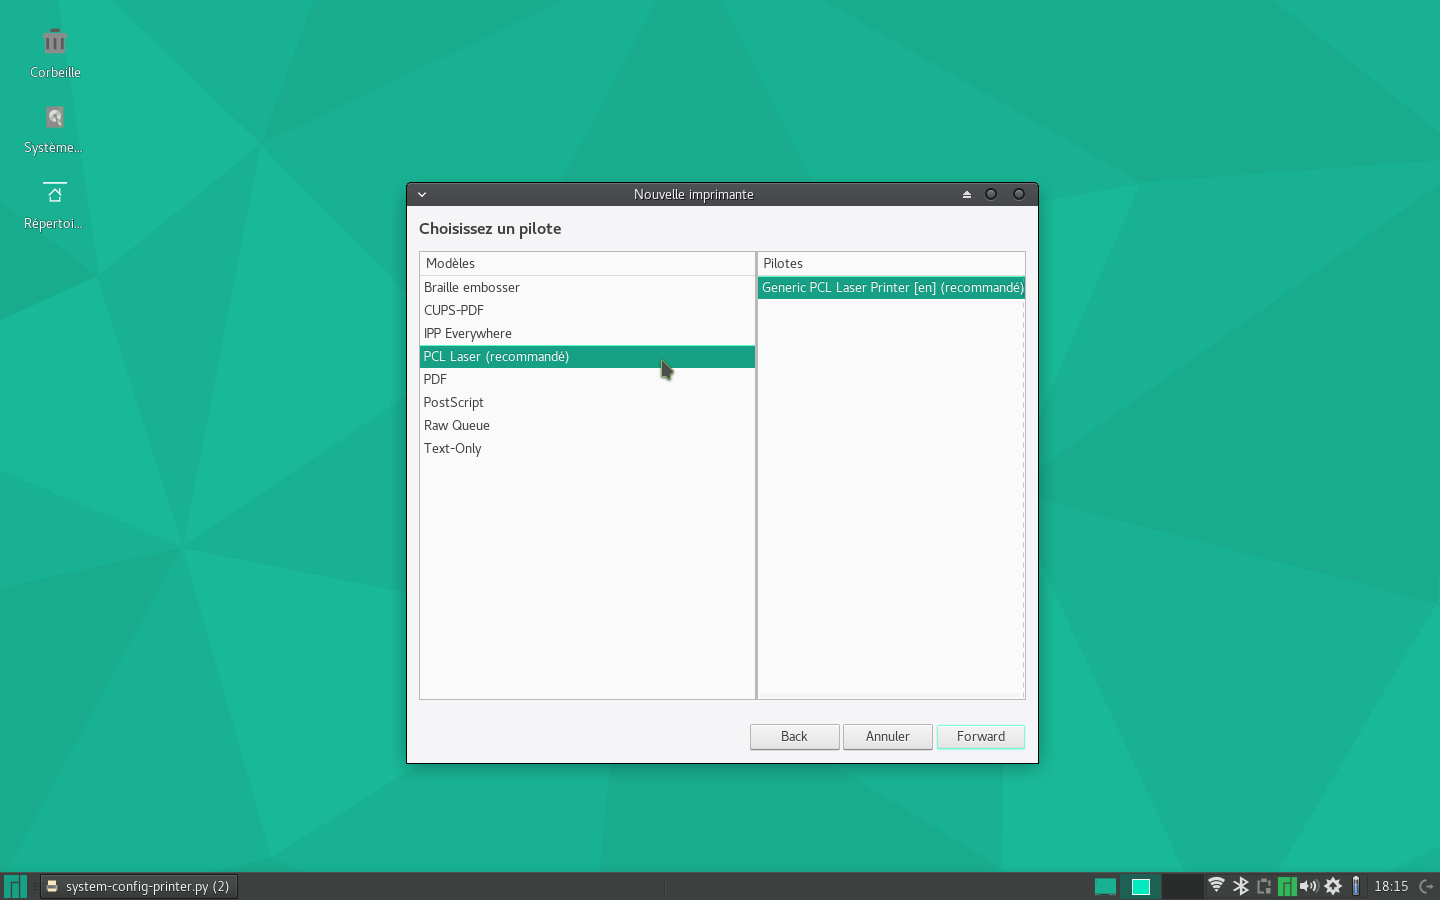 Corbeille
Système...
Répertoi...
Nouvelle imprimante
Choisissez un pilote
Modèles
Braille embosser
CUPS-PDF
IPP Everywhere
PCL Laser (recommandé)
PDF
PostScript
Raw Queue
Text-Only
Pilotes
Generic PCL Laser Printer [en] (recommandé)
Back
Annuler
Forward
system-config-printer.py (2)
18:15